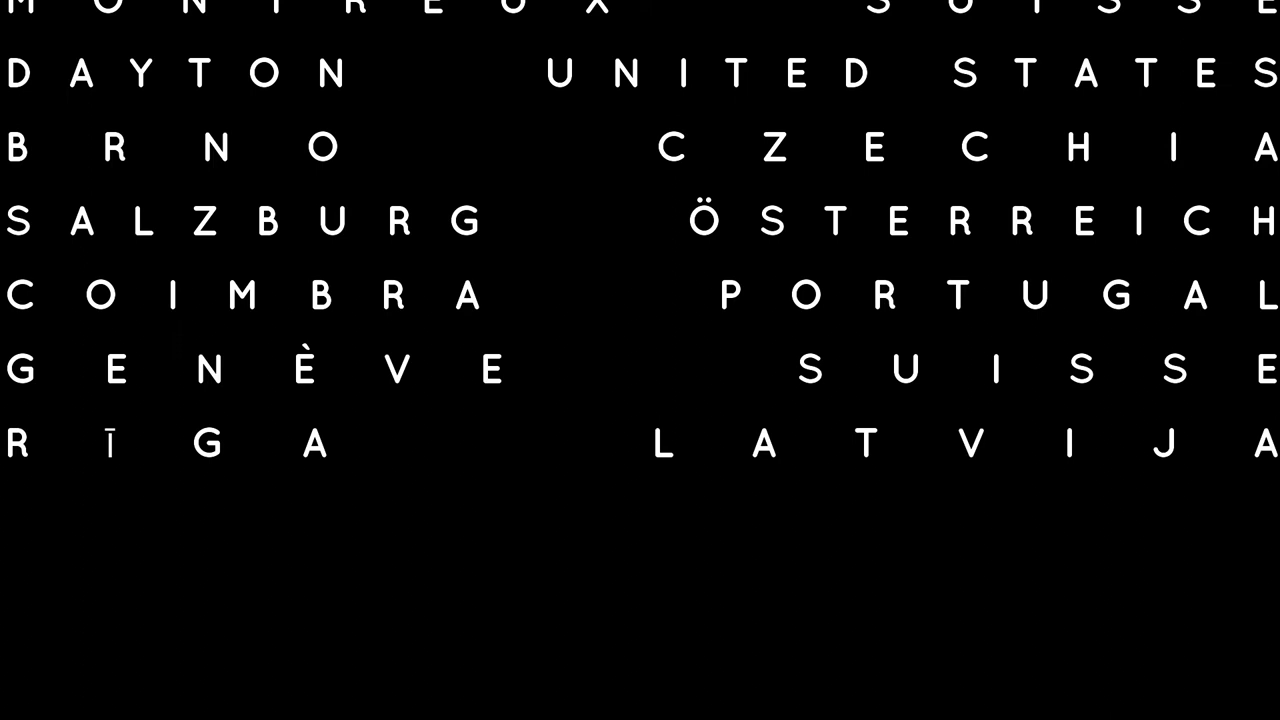 MONTREUX SUISSE
DAYTON UNITED STATES
BRNO CZECHIA
SALZBURG ÖSTERREICH
COIMBRA PORTUGAL
GENÈVE SUISSE
RĪGA LATVIJA